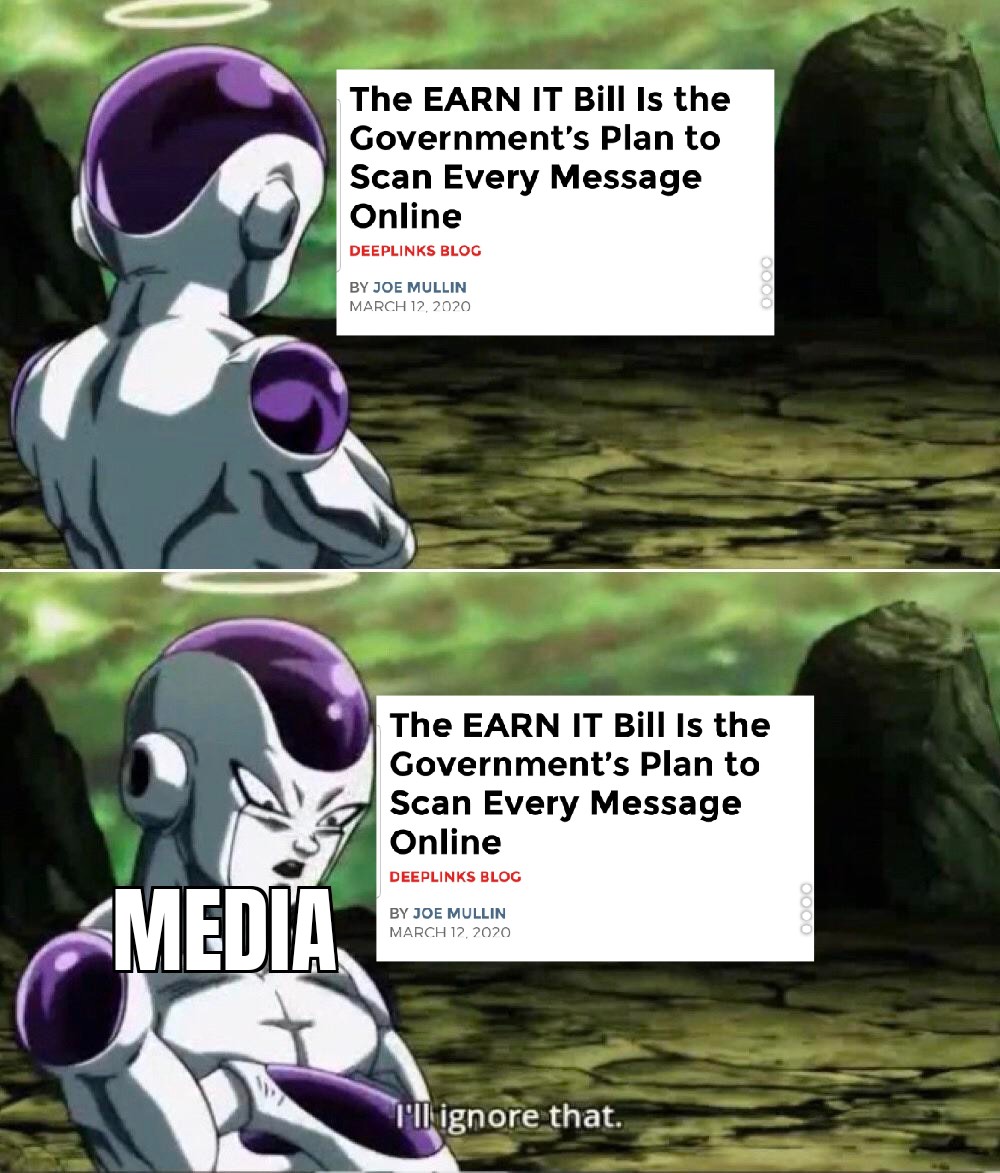 The EARN IT Bill Is the
Government’s Plan to
Scan Every Message
Online
DEEPLINKS BLOG
BY JOE MULLIN
MARCH 12, 2020
The EARN IT Bill Is the
Government’s Plan to
Scan Every Message
Online
DEEPLINKS BLOG
BY JOE MULLIN
MARCH 12, 2020
MEDIA
I'll ignore that.